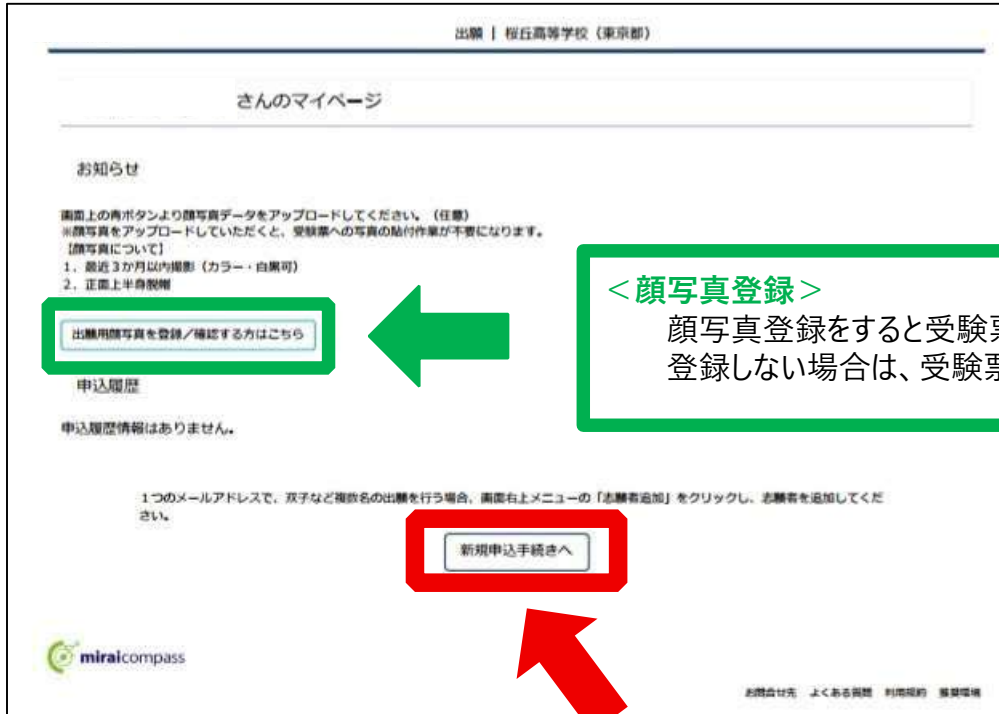 出願 | 桜丘高等学校（東京都）
さんのマイページ
お知らせ
画面上の青ボタンより顔写真データをアップロードしてください。（任意）
※顔写真をアップロードしていただくと、受験票への写真の貼付作業が不要になります。
【顔写真について】
1．最近3か月以内撮影（カラー・白黒可）
2．正面上半身脱帽
出願用顔写真を登録／確認する方はこちら
＜顔写真登録＞
顔写真登録をすると受験票
登録しない場合は、受験票
申込履歴
申込履歴情報はありません。
1つのメールアドレスで、双子など複数名の出願を行う場合、画面右上メニューの「志願者追加」をクリックし、志願者を追加してくだ
さい。
新規申込手続きへ
miraicompass
お問合せ先 よくある質問 利用規約 推奨環境